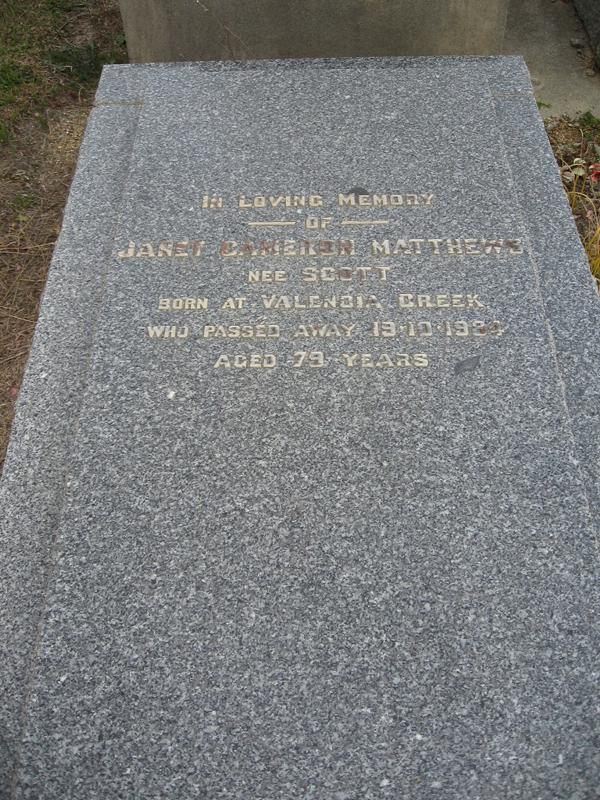 IN LOVING MEMORY
OF
JANET CAMERON MATTHEWS
NEE SCOTT
BORN AT VALENCIA CREEK
WHO PASSED AWAY 19-10-1984
AGED 79 YEARS